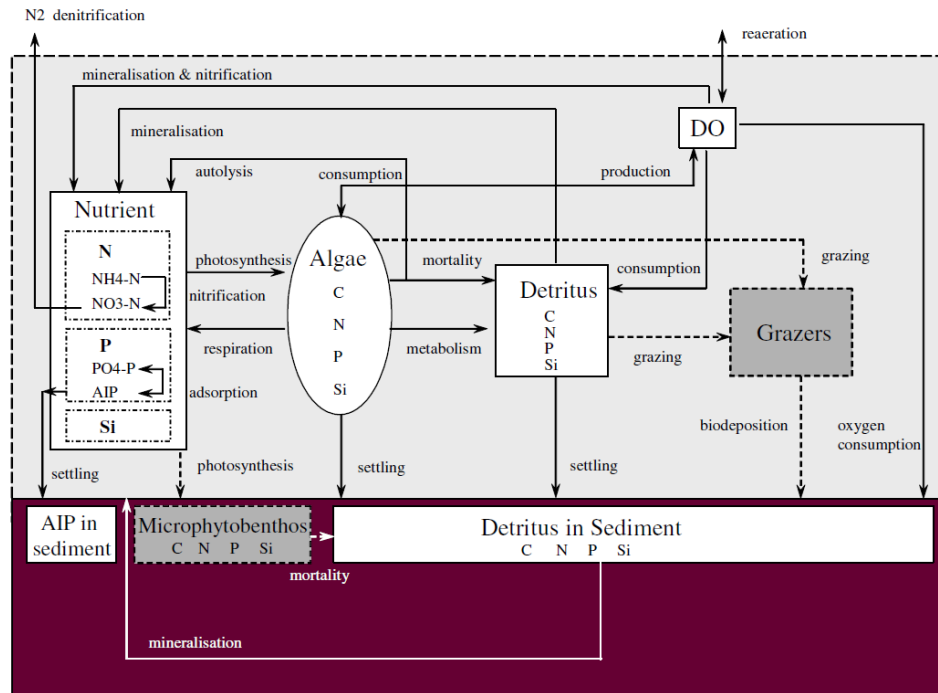 N2 denitrification
reaeration
mineralisation & nitrification
DO
mineralisation
autolysis
consumption
production
Nutrient
N
NH4-N
NO3-N
photosynthesis
nitrification
Algae
C
N
P
Si
mortality
consumption
grazing
Detritus
C
N
P
Si
Grazers
P
PO4-P
AIP
respiration
metabolism
grazing
adsorption
Si
biodeposition
oxygen
consumption
settling
photosynthesis
settling
settling
AIP in
sediment
Microphytobenthos
C N P Si
Detritus in Sediment
C N P Si
mortality
mineralisation